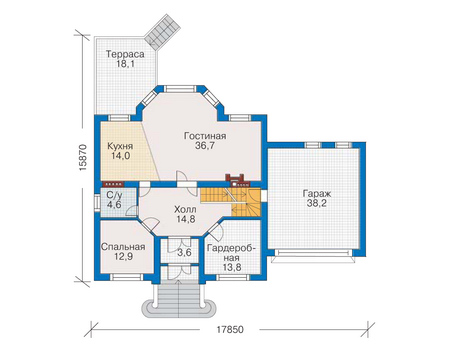 Терраса
18,1
15870
Кухня
14,0
Гостиная
36,7
Гараж
38,2
С/у
4,6
Холл
14,8
Спальная
12,9
3,6
Гардероб-
ная
13,8
17850